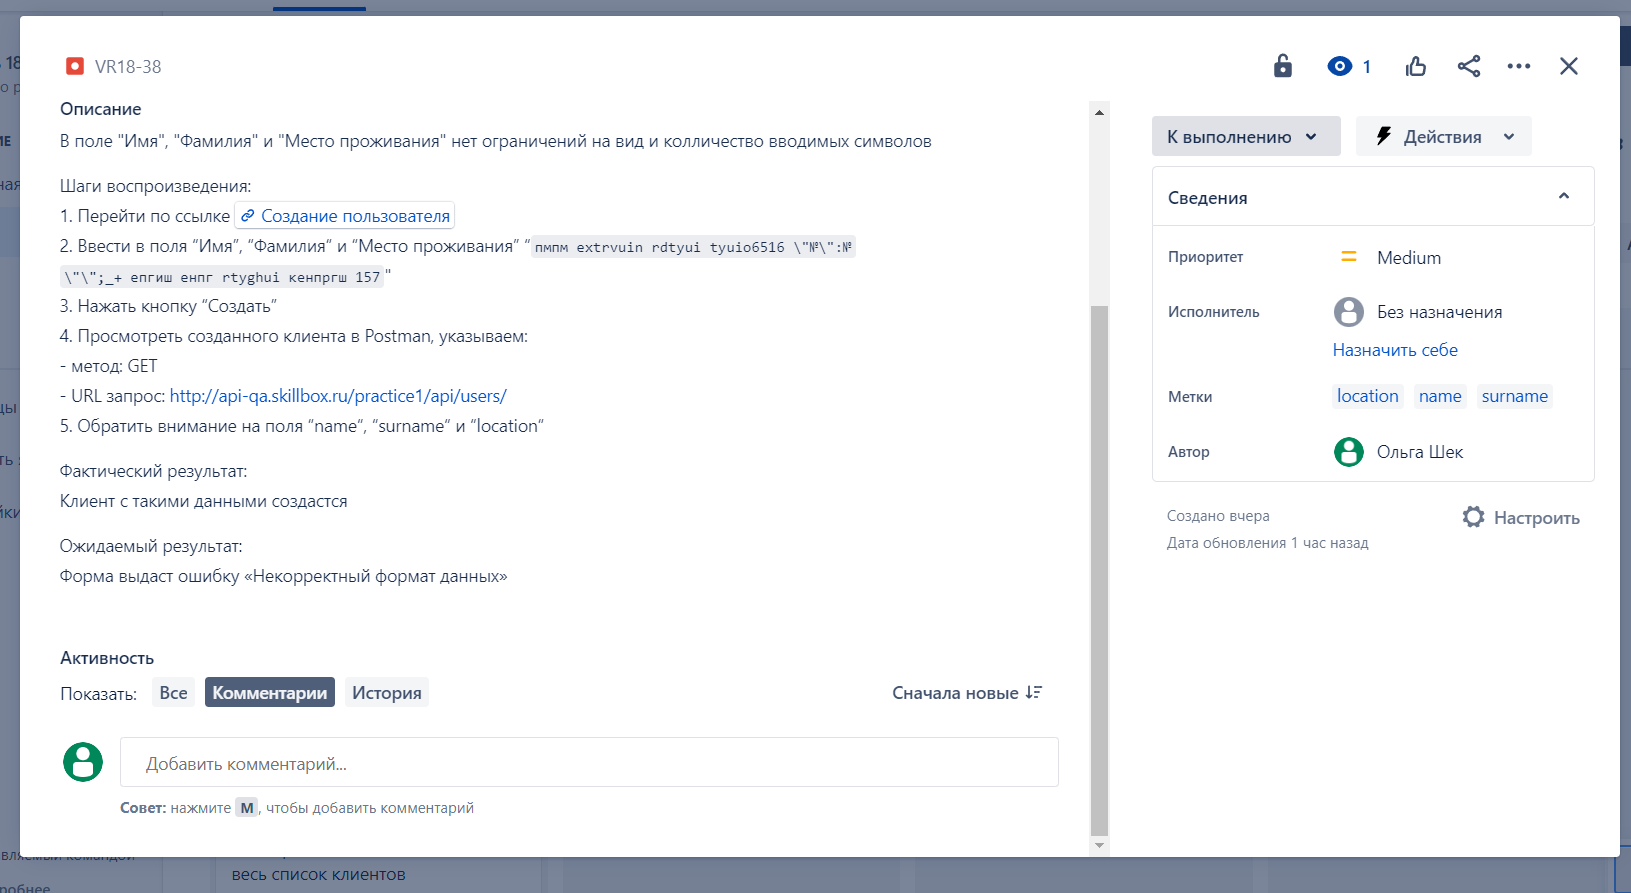 VR18-38
1
Описание
В поле "Имя", "Фамилия" и "Место проживания" нет ограничений на вид и колличество вводимых символов
Шаги воспроизведения:
1. Перейти по ссылке Создание пользователя
2. Ввести в поля “Имя”, “Фамилия“ и “Место проживания” “ пмпм extrvuin rdtyui tyuio6516 \"№\":№
\"\";_+ епгиш енпг rtyghui кенпргш 157 "
3. Нажать кнопку “Создать”
4. Просмотреть созданного клиента в Postman, указываем:
- метод: GET
- URL запрос: http://api-qa.skillbox.ru/practice1/api/users/
5. Обратить внимание на поля “name“, “surname“ и “location”
Фактический результат:
Клиент с такими данными создастся
Ожидаемый результат:
Форма выдаст ошибку «Некорректный формат данных»
Активность
Показать: Все Комментарии История Сначала новые
Добавить комментарий...
Совет: нажмите M, чтобы добавить комментарий
К выполнению Действия
Сведения
Приоритет Medium
Исполнитель Без назначения
Назначить себе
Метки location name surname
Автор Ольга Шек
Создано вчера Настроить
Дата обновления 1 час назад
весь список клиентов